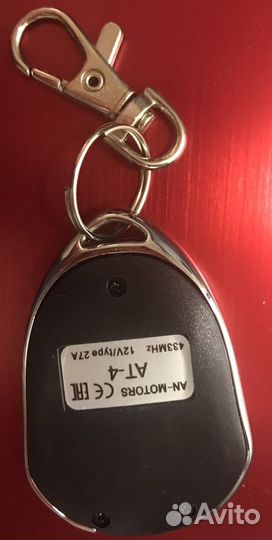 AN-MOTORS CE EAC
AT-4
433MHz 12V/type 27A
Avito